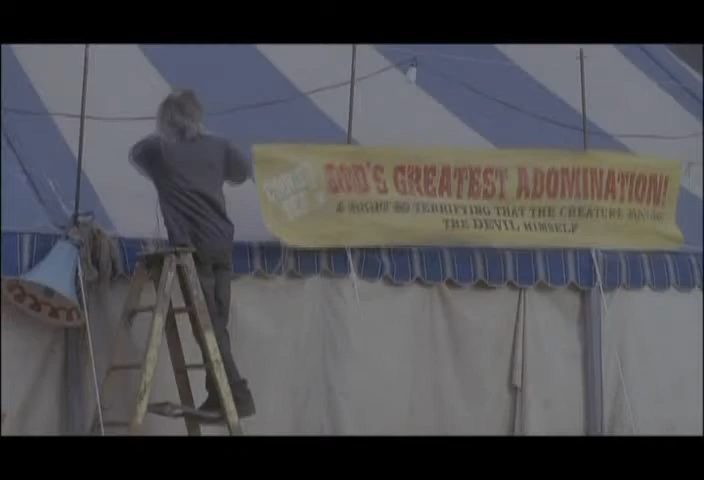 GOD'S GREATEST ABOMINATION!
A SIGHT SO TERRIFYING THAT THE CREATURE
THE DEVIL HIMSELF